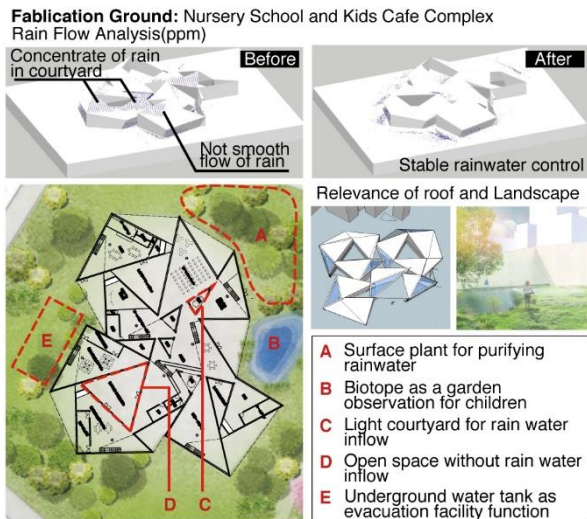 Fablication Ground: Nursery School and Kids Cafe Complex
Rain Flow Analysis(ppm)
Concentrate of rain
in courtyard
Before
Not smooth
flow of rain
After
Stable rainwater control
Relevance of roof and Landscape
A
E
B
D
C
A Surface plant for purifying
rainwater
B Biotope as a garden
observation for children
C Light courtyard for rain water
inflow
D Open space without rain water
inflow
E Underground water tank as
evacuation facility function